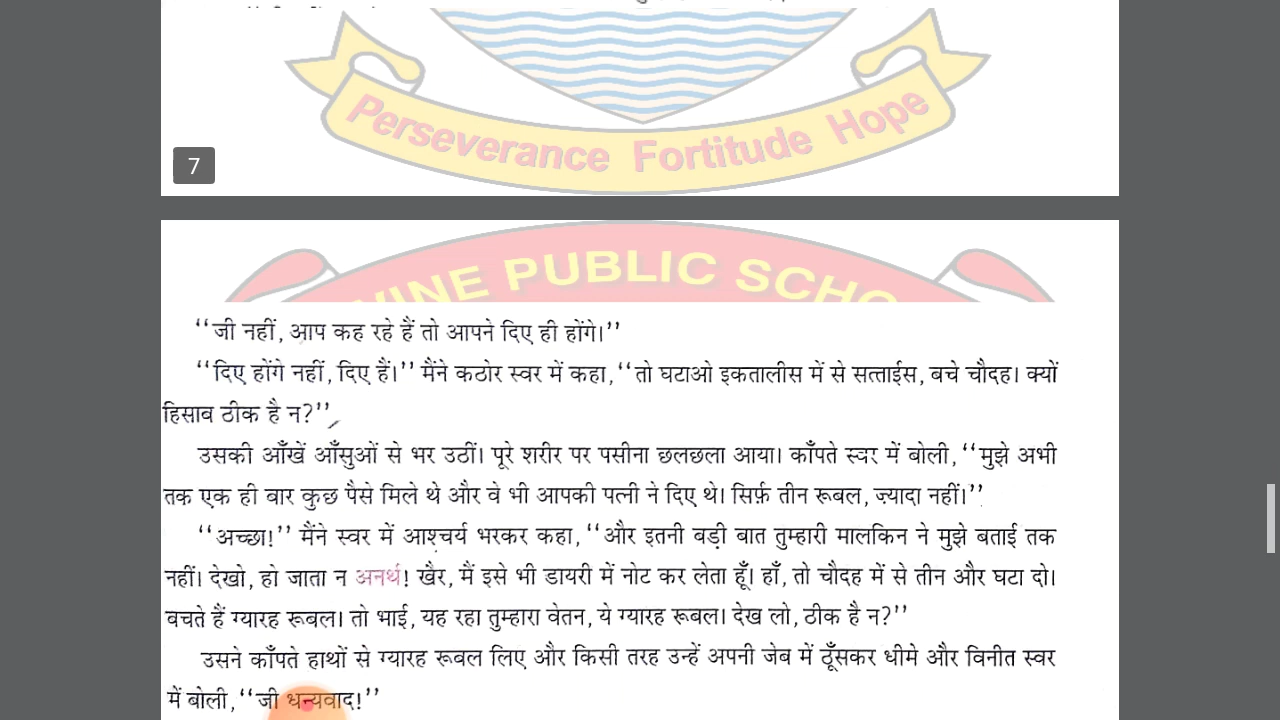 Perseverance Fortitude Hope
7
VINE PUBLIC SCHO
‘‘जी नहीं, आप कह रहे हैं तो आपने दिए ही होंगे।’’
‘‘दिए होंगे नहीं, दिए हैं।’’ मैंने कठोर स्वर में कहा, ‘‘तो घटाओ इकतालीस में से सत्ताईस, बचे चौदह। क्यों
हिसाब ठीक है न?’’
उसकी आँखें आँसुओं से भर उठीं। पूरे शरीर पर पसीना छलछला आया। काँपते स्वर में बोली, ‘‘मुझे अभी
तक एक ही बार कुछ पैसे मिले थे और वे भी आपकी पत्नी ने दिए थे। सिर्फ़ तीन रूबल, ज़्यादा नहीं।’’
‘‘अच्छा!’’ मैंने स्वर में आश्चर्य भरकर कहा, ‘‘और इतनी बड़ी बात तुम्हारी मालकिन ने मुझे बताई तक
नहीं। देखो, हो जाता न अनर्थ! खैर, मैं इसे भी डायरी में नोट कर लेता हूँ। हाँ, तो चौदह में से तीन और घटा दो।
बचते हैं ग्यारह रूबल। तो भाई, यह रहा तुम्हारा वेतन, ये ग्यारह रूबल। देख लो, ठीक है न?’’
उसने काँपते हाथों से ग्यारह रूबल लिए और किसी तरह उन्हें अपनी जेब में ठूँसकर धीमे और विनीत स्वर
में बोली, ‘‘जी धन्यवाद!’’